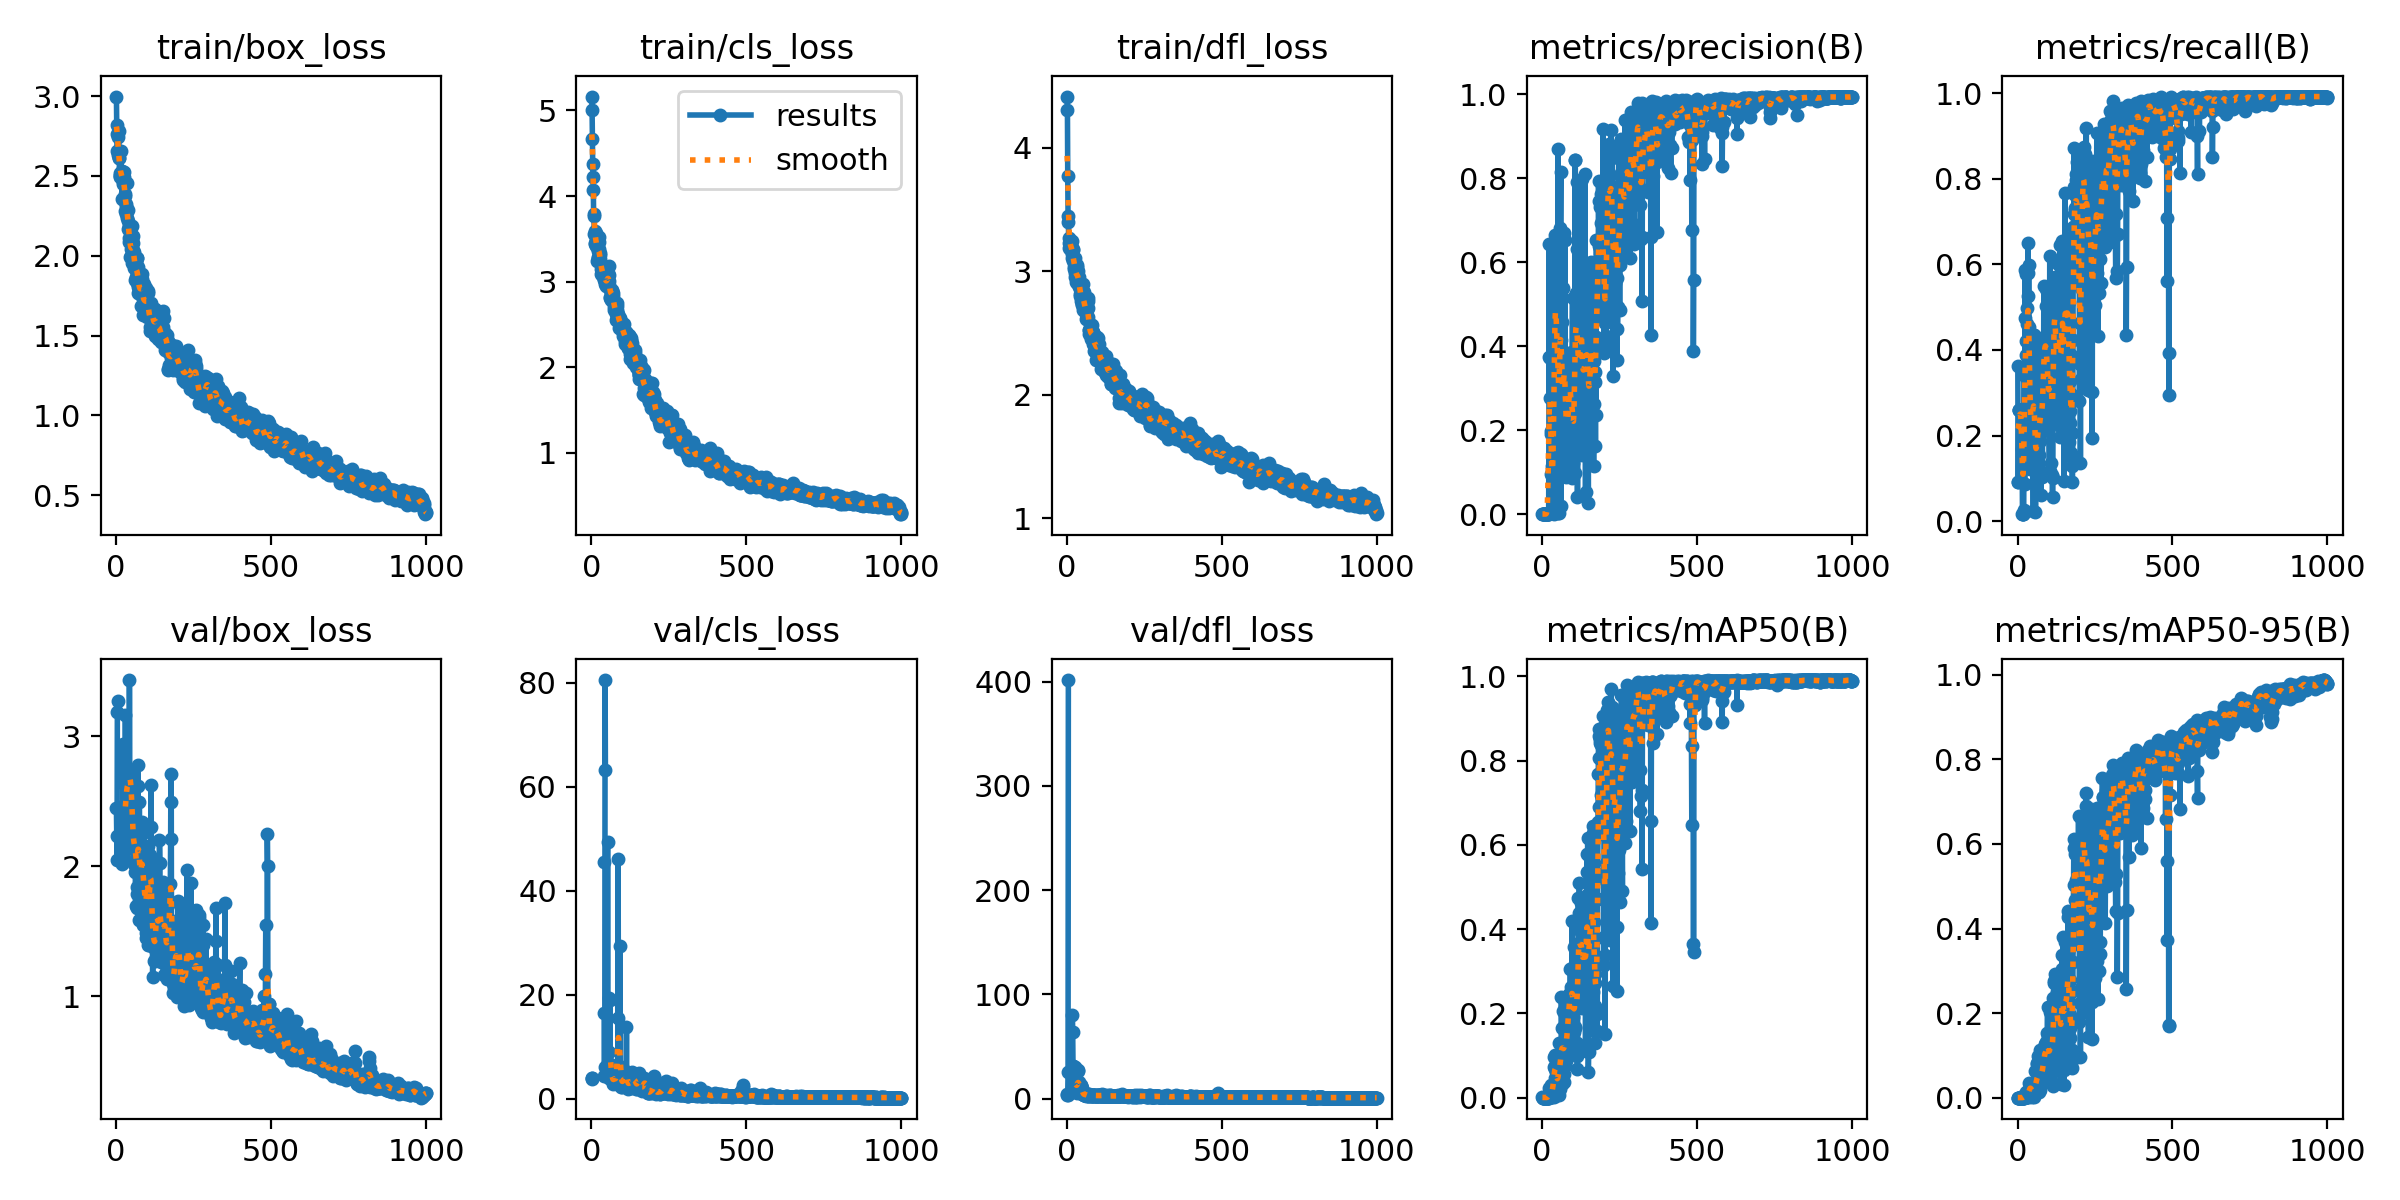 train/box_loss
3.0
2.5
2.0
1.5
1.0
0.5
0 500 1000
train/cls_loss
results
smooth
5
4
3
2
1
0 500 1000
train/dfl_loss
4
3
2
1
0 500 1000
metrics/precision(B)
1.0
0.8
0.6
0.4
0.2
0.0
0 500 1000
metrics/recall(B)
1.0
0.8
0.6
0.4
0.2
0.0
0 500 1000
val/box_loss
3
2
1
0 500 1000
val/cls_loss
80
60
40
20
0
0 500 1000
val/dfl_loss
400
300
200
100
0
0 500 1000
metrics/mAP50(B)
1.0
0.8
0.6
0.4
0.2
0.0
0 500 1000
metrics/mAP50-95(B)
1.0
0.8
0.6
0.4
0.2
0.0
0 500 1000